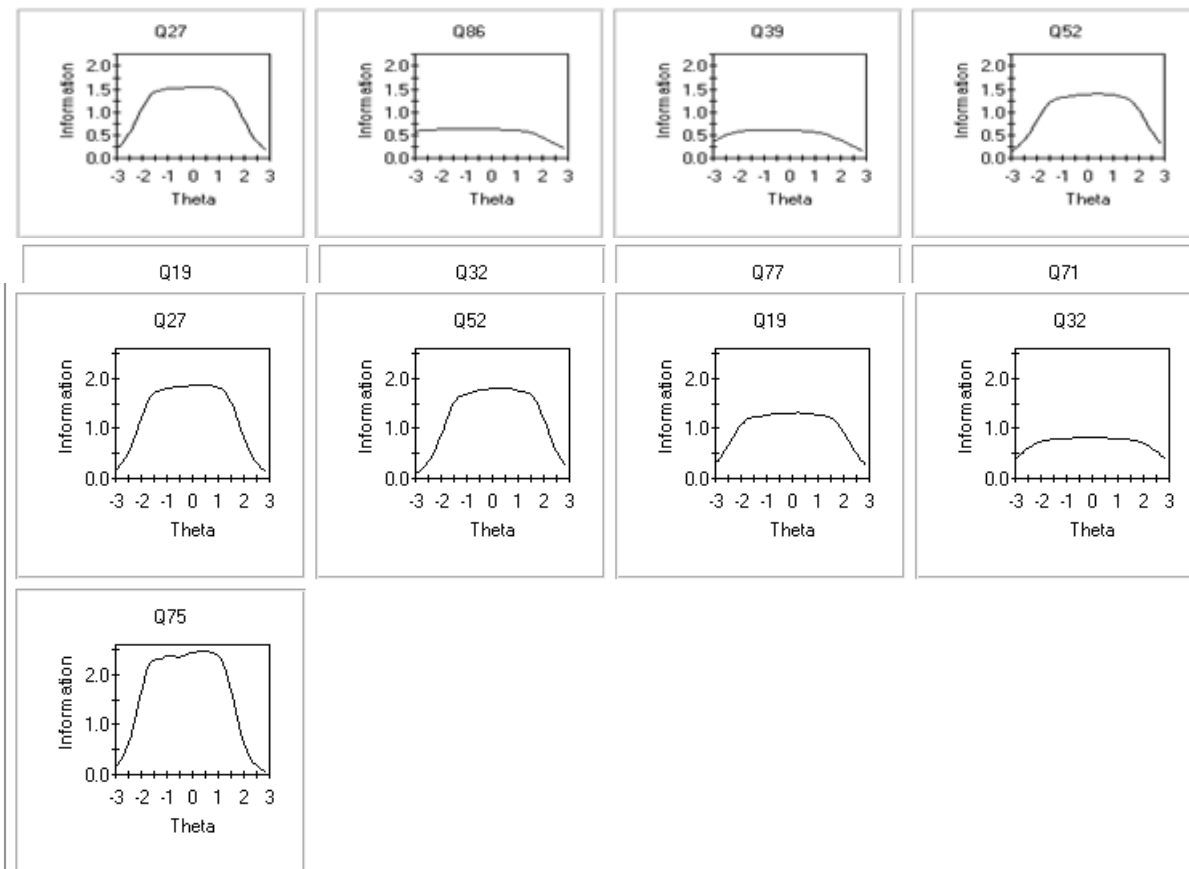 Q27 Q86 Q39 Q52
Information Information Information Information
2.0 2.0 2.0 2.0
1.5 1.5 1.5 1.5
1.0 1.0 1.0 1.0
0.5 0.5 0.5 0.5
0.0 0.0 0.0 0.0
-3 -2 -1 0 1 2 3 -3 -2 -1 0 1 2 3 -3 -2 -1 0 1 2 3 -3 -2 -1 0 1 2 3
Theta Theta Theta Theta
Q19 Q32 Q77 Q71
Q27 Q52 Q19 Q32
Information Information Information Information
2.0 2.0 2.0 2.0
1.0 1.0 1.0 1.0
0.0 0.0 0.0 0.0
-3 -2 -1 0 1 2 3 -3 -2 -1 0 1 2 3 -3 -2 -1 0 1 2 3 -3 -2 -1 0 1 2 3
Theta Theta Theta Theta
Q75
Information
2.0
1.0
0.0
-3 -2 -1 0 1 2 3
Theta